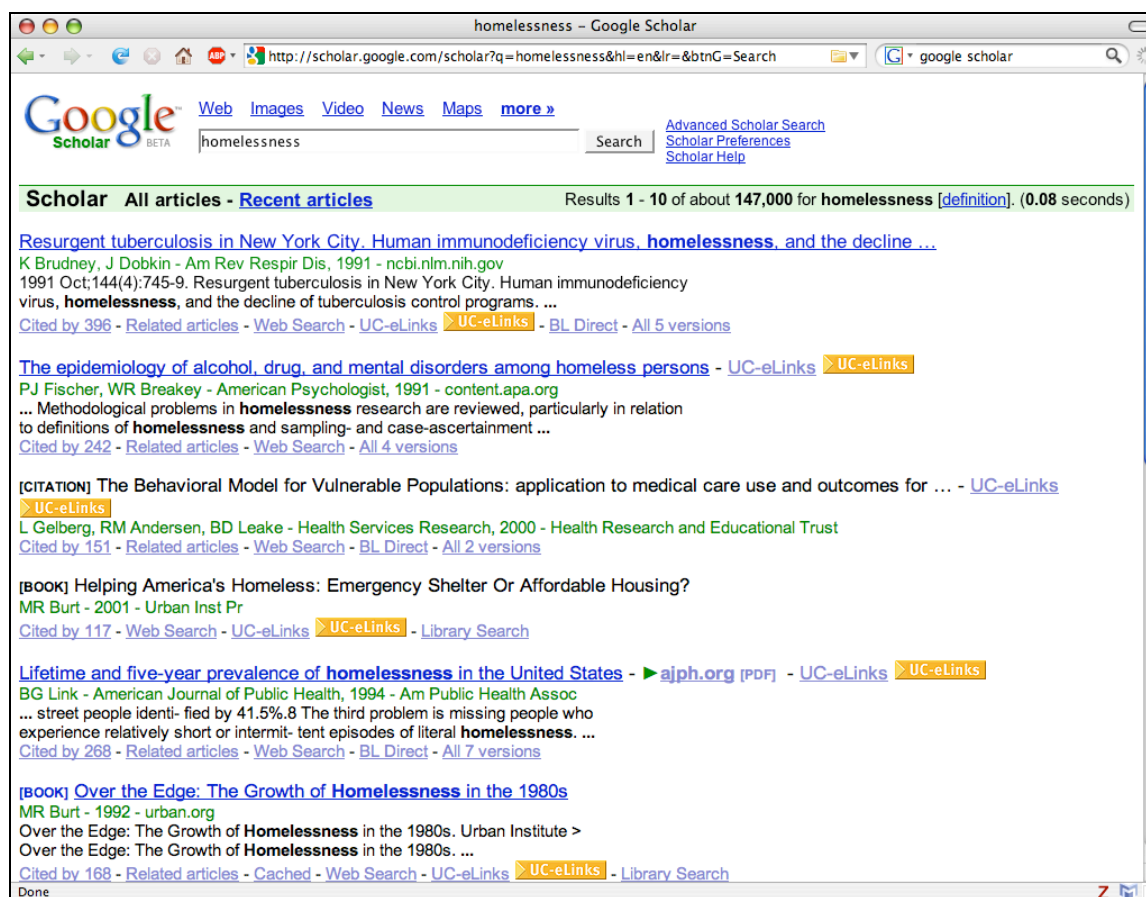 homelessness – Google Scholar
ABP http://scholar.google.com/scholar?q=homelessness&hl=en&lr=&btnG=Search G google scholar
Google™ Web Images Video News Maps more »
Scholar BETA homelessness Search Advanced Scholar Search
Scholar Preferences
Scholar Help
Scholar All articles - Recent articles Results 1 - 10 of about 147,000 for homelessness [definition]. (0.08 seconds)
Resurgent tuberculosis in New York City. Human immunodeficiency virus, homelessness, and the decline …
K Brudney, J Dobkin - Am Rev Respir Dis, 1991 - ncbi.nlm.nih.gov
1991 Oct;144(4):745-9. Resurgent tuberculosis in New York City. Human immunodeficiency
virus, homelessness, and the decline of tuberculosis control programs. ...
Cited by 396 - Related articles - Web Search - UC-eLinks UC-eLinks - BL Direct - All 5 versions
The epidemiology of alcohol, drug, and mental disorders among homeless persons - UC-eLinks UC-eLinks
PJ Fischer, WR Breakey - American Psychologist, 1991 - content.apa.org
... Methodological problems in homelessness research are reviewed, particularly in relation
to definitions of homelessness and sampling- and case-ascertainment ...
Cited by 242 - Related articles - Web Search - All 4 versions
[CITATION] The Behavioral Model for Vulnerable Populations: application to medical care use and outcomes for … - UC-eLinks
UC-eLinks
L Gelberg, RM Andersen, BD Leake - Health Services Research, 2000 - Health Research and Educational Trust
Cited by 151 - Related articles - Web Search - BL Direct - All 2 versions
[BOOK] Helping America's Homeless: Emergency Shelter Or Affordable Housing?
MR Burt - 2001 - Urban Inst Pr
Cited by 117 - Web Search - UC-eLinks UC-eLinks - Library Search
Lifetime and five-year prevalence of homelessness in the United States - ►ajph.org [PDF] - UC-eLinks UC-eLinks
BG Link - American Journal of Public Health, 1994 - Am Public Health Assoc
... street people identi- fied by 41.5%.8 The third problem is missing people who
experience relatively short or intermit- tent episodes of literal homelessness. ...
Cited by 268 - Related articles - Web Search - BL Direct - All 7 versions
[BOOK] Over the Edge: The Growth of Homelessness in the 1980s
MR Burt - 1992 - urban.org
Over the Edge: The Growth of Homelessness in the 1980s. Urban Institute >
Over the Edge: The Growth of Homelessness in the 1980s. ...
Cited by 168 - Related articles - Cached - Web Search - UC-eLinks UC-eLinks - Library Search
Done Z